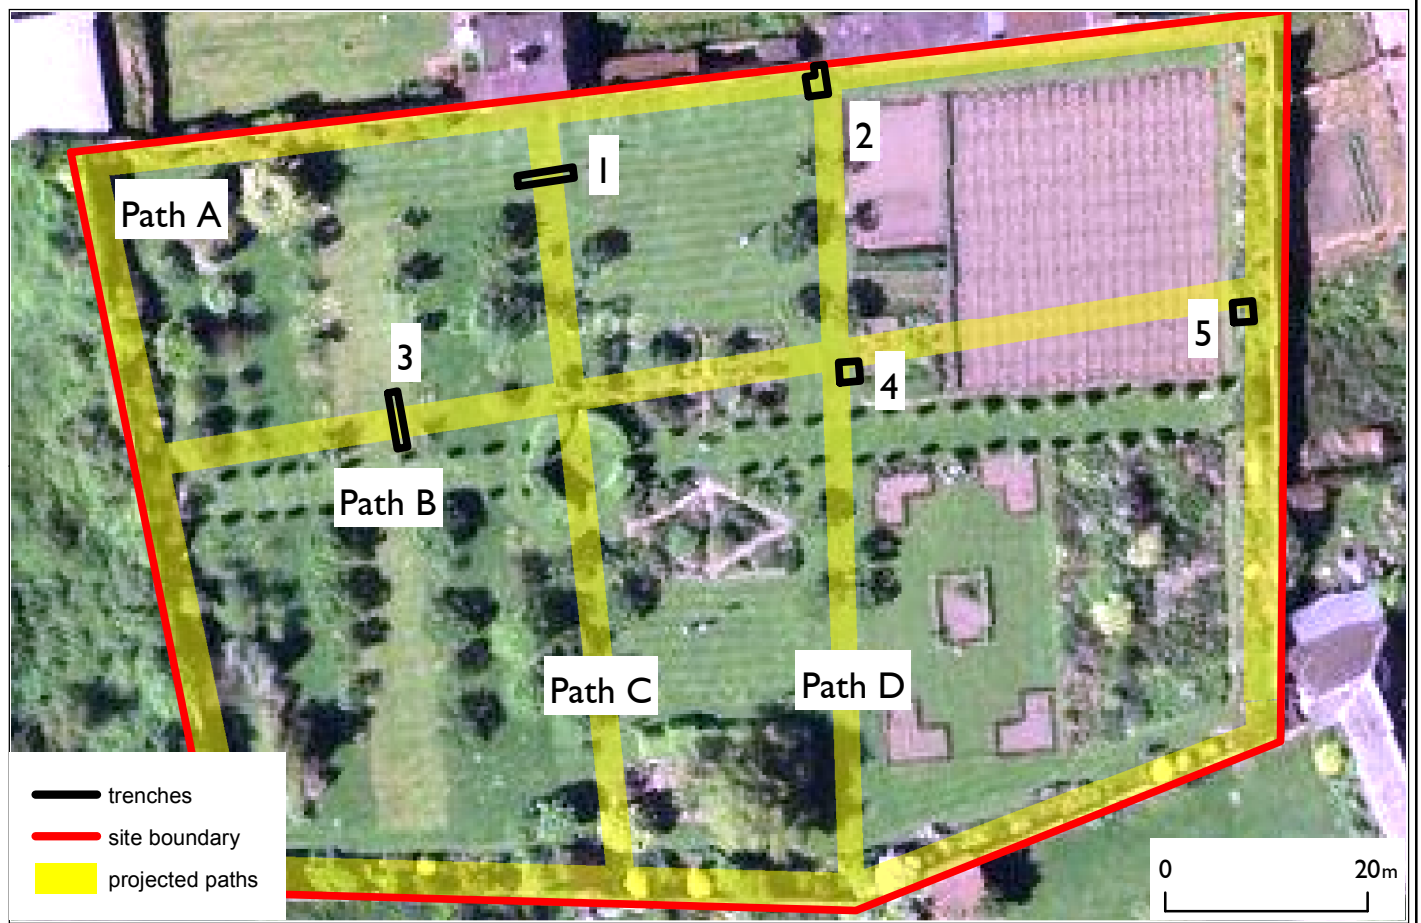 2
1
Path A
3
5
4
Path B
Path D
Path C
trenches
site boundary
projected paths
0 20m